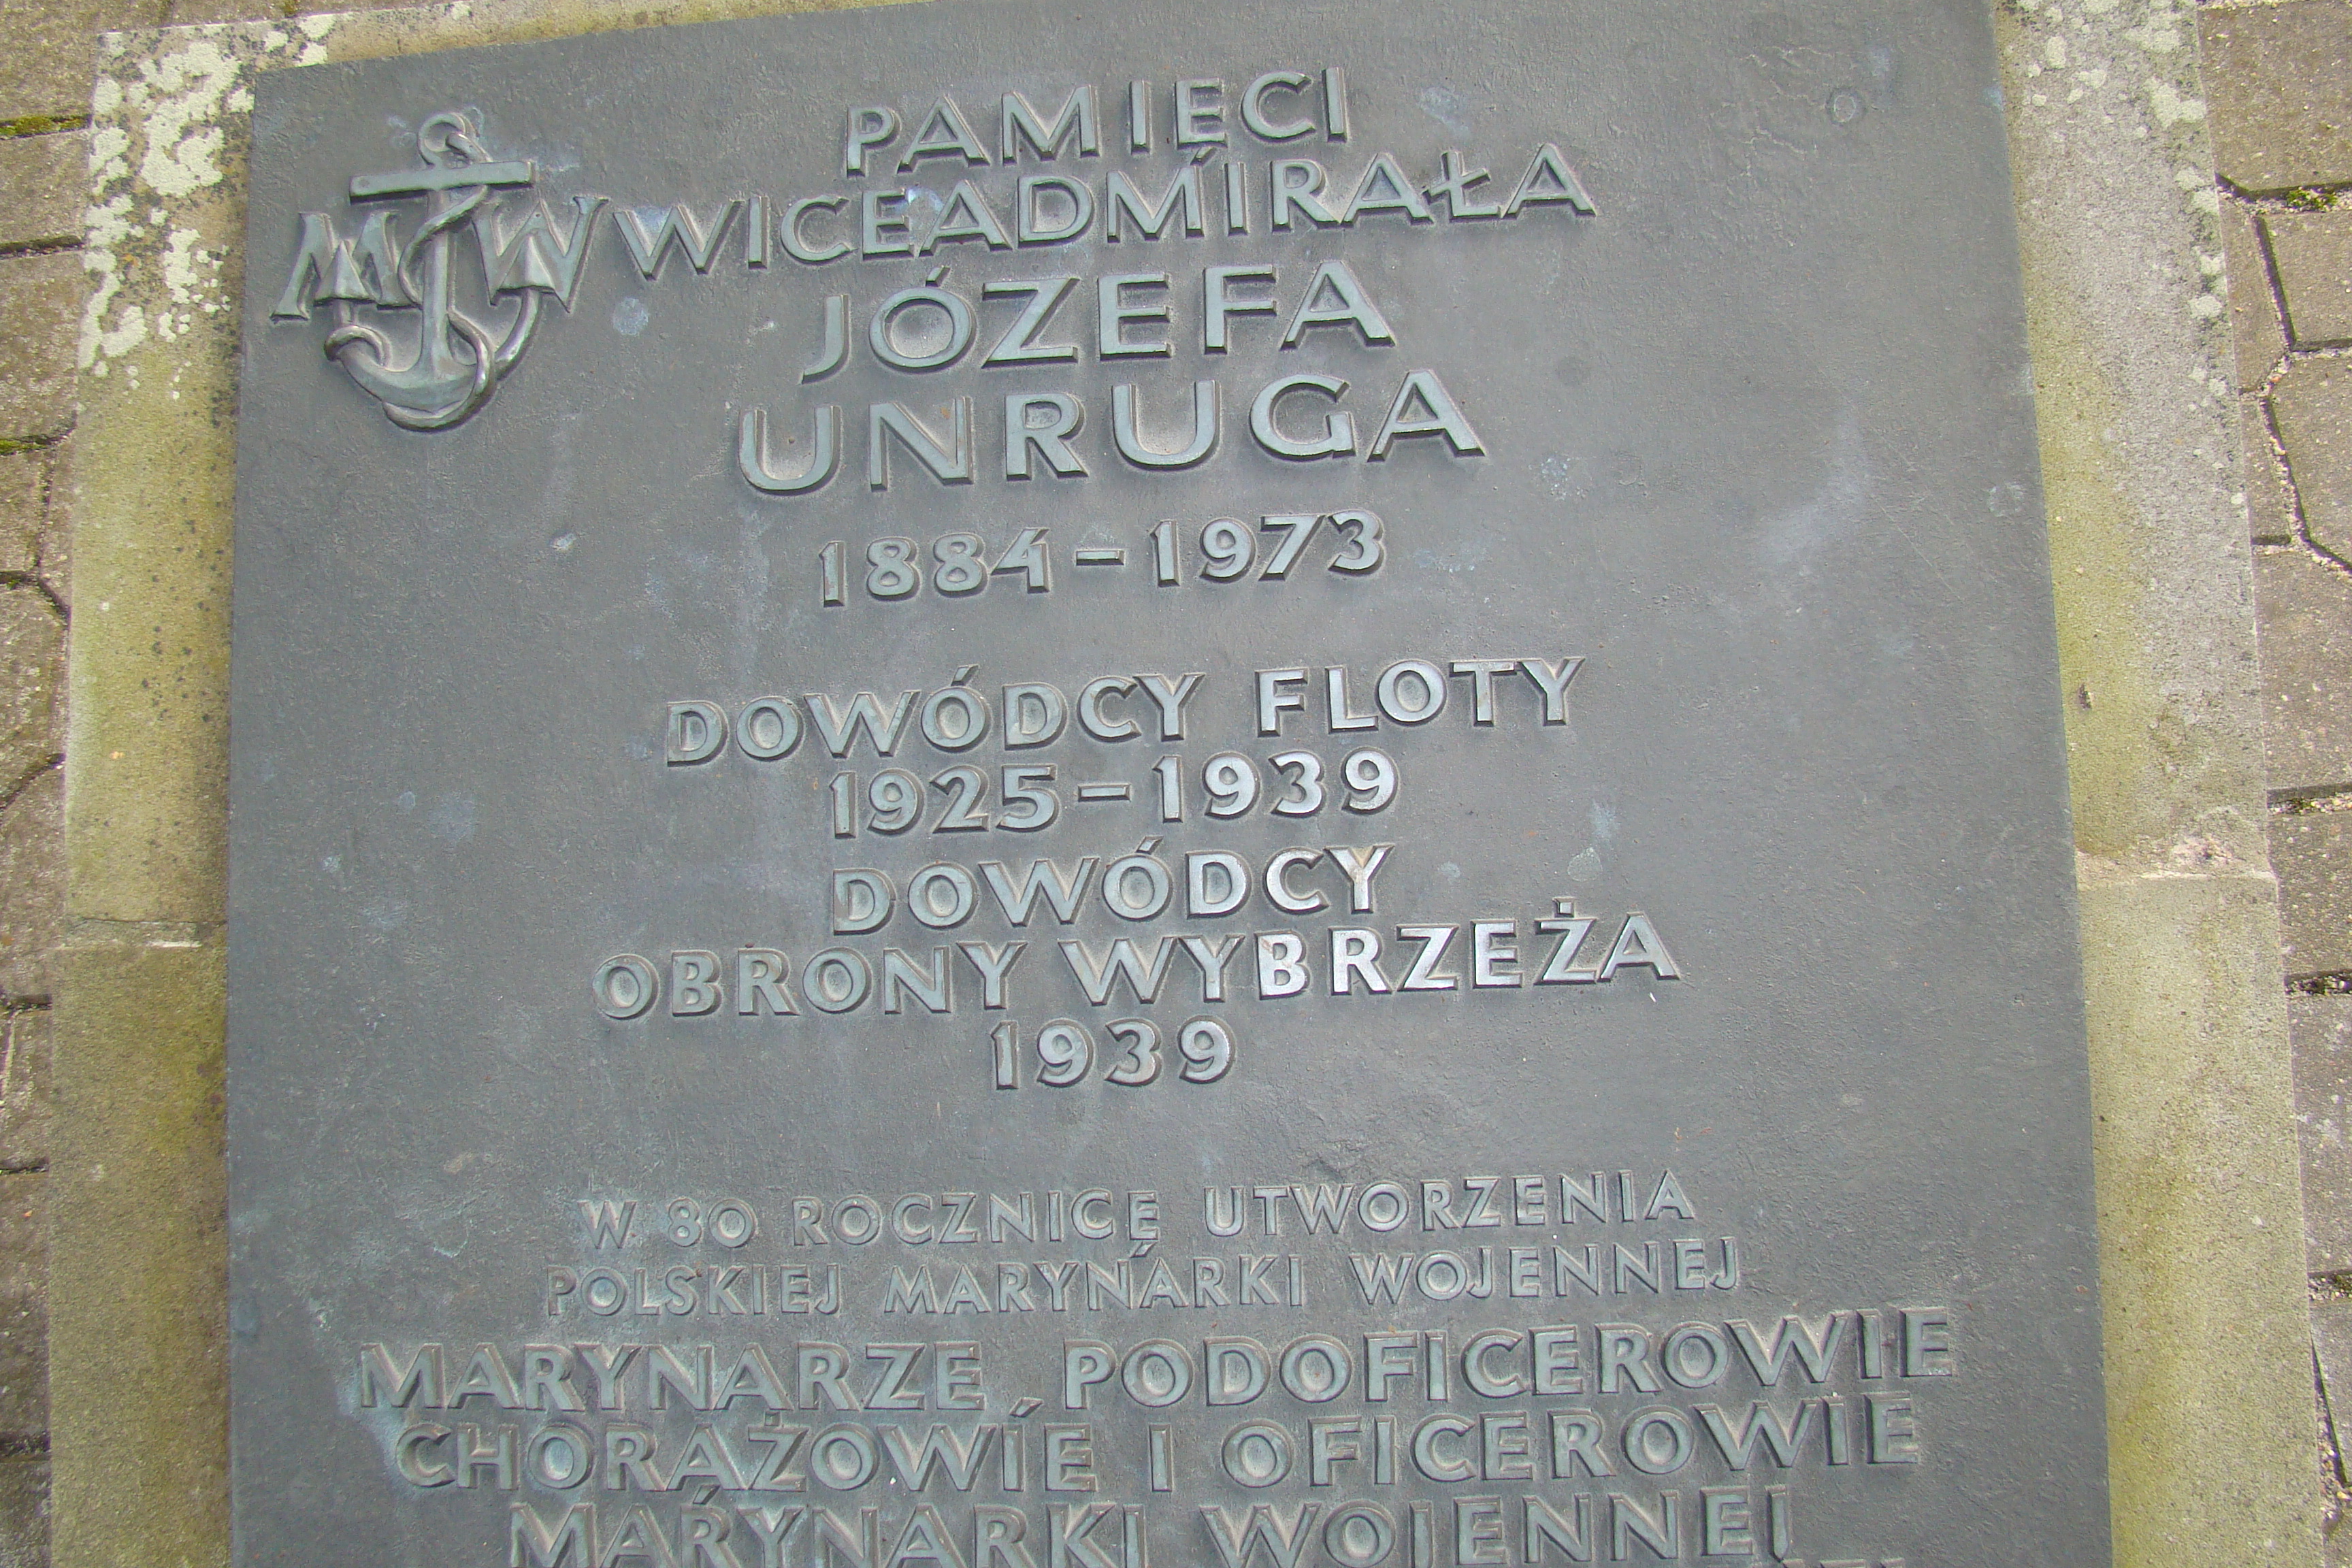 PAMIĘCI
MW WICEADMIRAŁA
JÓZEFA
UNRUGA
1884-1973
DOWÓDCY FLOTY
1925-1939
DOWÓDCY
OBRONY WYBRZEŻA
1939
W 80 ROCZNICĘ UTWORZENIA
POLSKIEJ MARYNARKI WOJENNEJ
MARYNARZE PODOFICEROWIE
CHORĄŻOWIE I OFICEROWIE
MARYNARKI WOJENNEJ